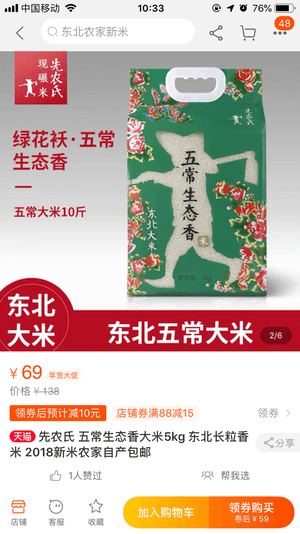 中国移动
10:33
76%
东北农家新米
48
先农氏
现碾米
绿花袄·五常
生态香
五常大米10斤
五常生态香
米
东北大米
东北
大米
东北五常大米
2/6
¥69 年货大促
价格 ¥138
领券后预计减10元
店铺券满88减15
领券
天猫 先农氏 五常生态香大米5kg 东北长粒香
米 2018新米农家自产包邮
分享
1人赞过
帮我选
店铺
客服
收藏
加入购物车
领券购买
券后 ¥59